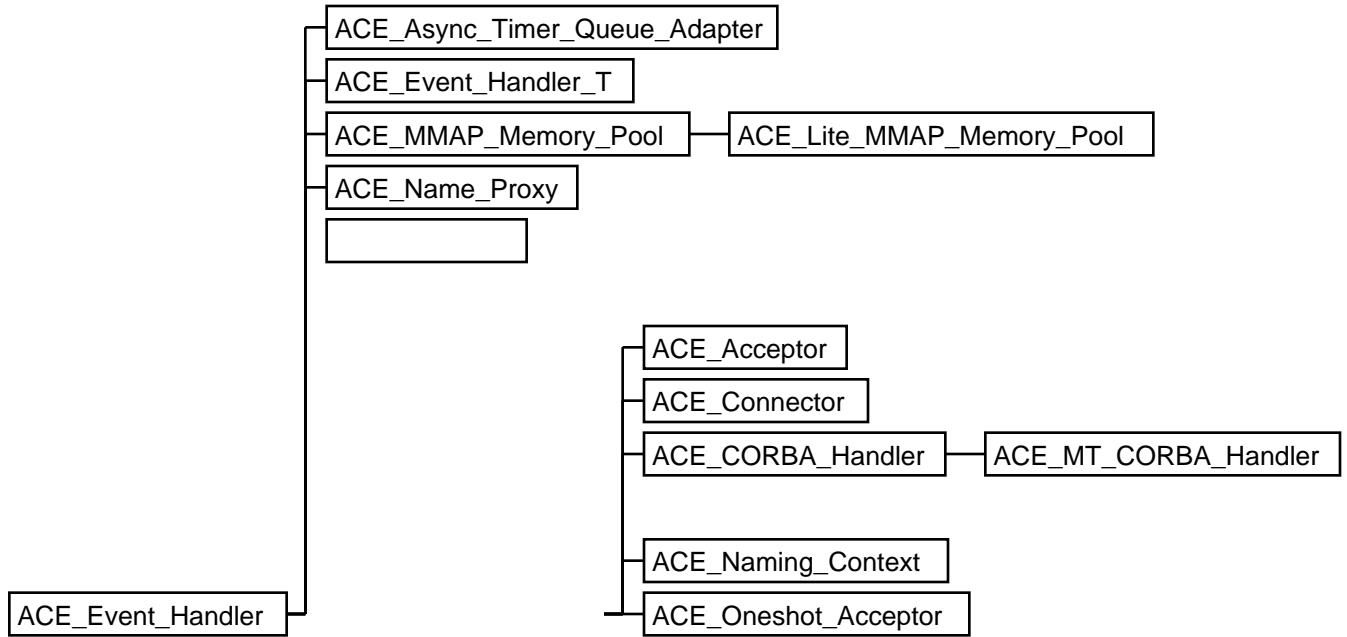 ACE_Async_Timer_Queue_Adapter
ACE_Event_Handler_T
ACE_MMAP_Memory_Pool ACE_Lite_MMAP_Memory_Pool
ACE_Name_Proxy
ACE_Acceptor
ACE_Connector
ACE_CORBA_Handler ACE_MT_CORBA_Handler
ACE_Naming_Context
ACE_Event_Handler ACE_Oneshot_Acceptor